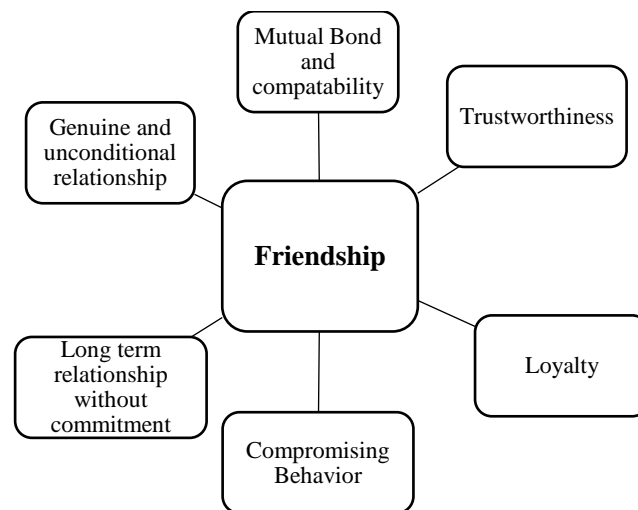 Mutual Bond
and
compatability
Trustworthiness
Genuine and
unconditional
relationship
Friendship
Long term
relationship
without
commitment
Loyalty
Compromising
Behavior